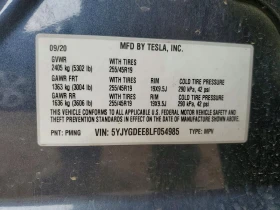 09/20 MFD BY TESLA, INC.
GVWR WITH TIRES
2405 kg (5302 lb) 255/45R19
GAWR FRT WITH TIRES RIM COLD TIRE PRESSURE
1363 kg (3004 lb) 255/45R19 19X9.5J 290 kPa, 42 psi
GAWR RR WITH TIRES RIM COLD TIRE PRESSURE
1636 kg (3606 lb) 255/45R19 19X9.5J 290 kPa, 42 psi
THIS VEHICLE CONFORMS TO ALL APPLICABLE FEDERAL MOTOR VEHICLE SAFETY
AND THEFT PREVENTION STANDARDS IN EFFECT ON THE DATE OF MANUFACTURE SHOWN ABOVE.
PNT: PMNG VIN: 5YJYGDEE8LF054985 TYPE: MPV